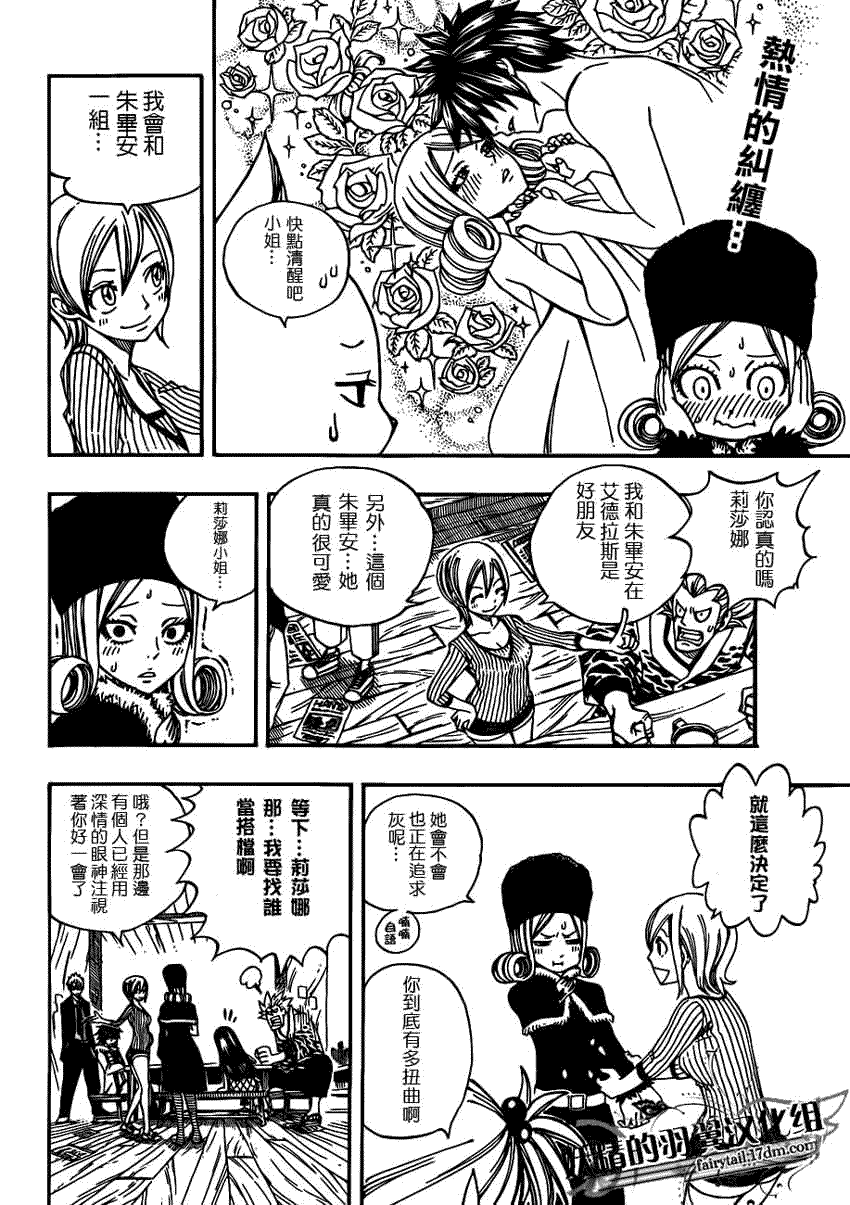 熱情的糾纏…
快點清醒吧
小姐…
我會和
朱畢安
一組…
你認真的嗎
莉莎娜
我和朱畢安在
艾德拉斯是
好朋友
另外…這個
朱畢安…她
真的很可愛
莉莎娜小姐…
就這麼決定了
她會不會
也正在追求
灰呢…
喃喃
自語
你到底有多扭曲啊
等下…莉莎娜
那…我要找誰
當搭檔啊
哦？但是那邊
有個人已經用
深情的眼神注視
著你好一會了
妖精的羽翼汉化组
fairytail.17dm.com